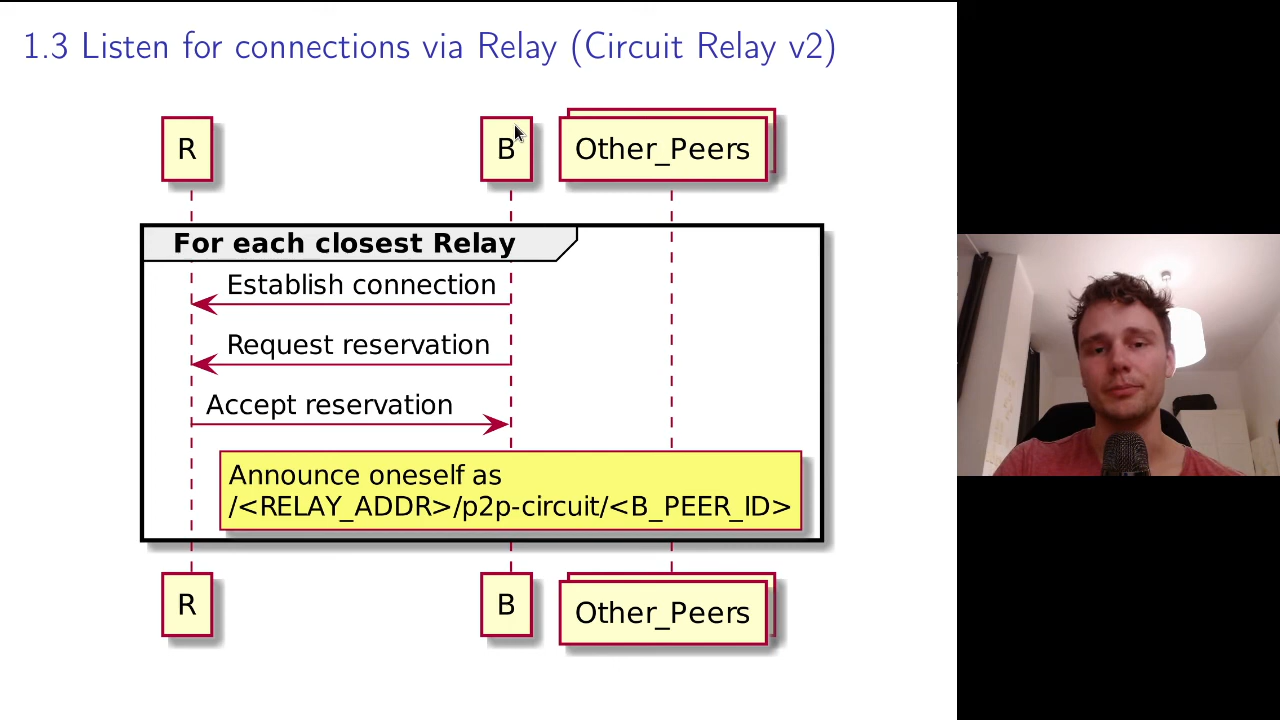 1.3 Listen for connections via Relay (Circuit Relay v2)
R
B
Other_Peers
For each closest Relay
Establish connection
Request reservation
Accept reservation
Announce oneself as
/<RELAY_ADDR>/p2p-circuit/<B_PEER_ID>
R
B
Other_Peers